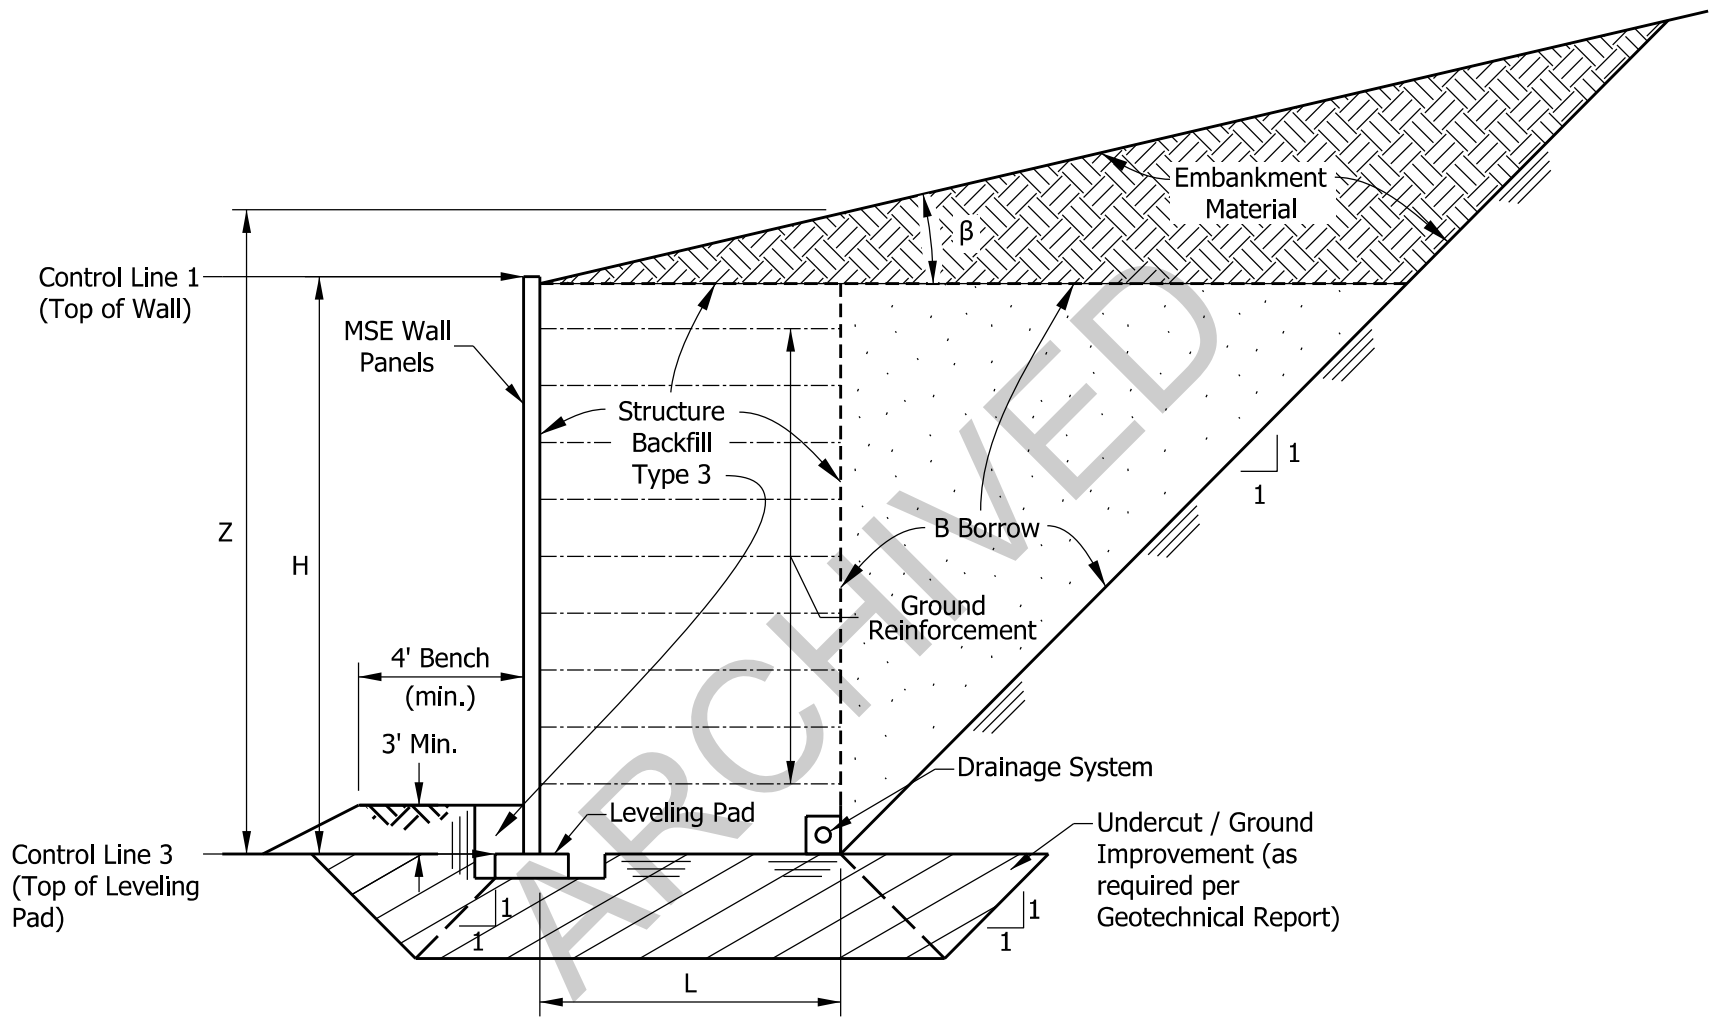 Embankment
Material
β
Control Line 1
(Top of Wall)
MSE Wall
Panels
Structure
Backfill
Type 3
1
1
Z
H
B Borrow
Ground
Reinforcement
4' Bench
(min.)
3' Min.
Drainage System
Leveling Pad
Undercut / Ground
Improvement (as
required per
Geotechnical Report)
Control Line 3
(Top of Leveling
Pad)
1
1
1
1
L
ARCHIVED